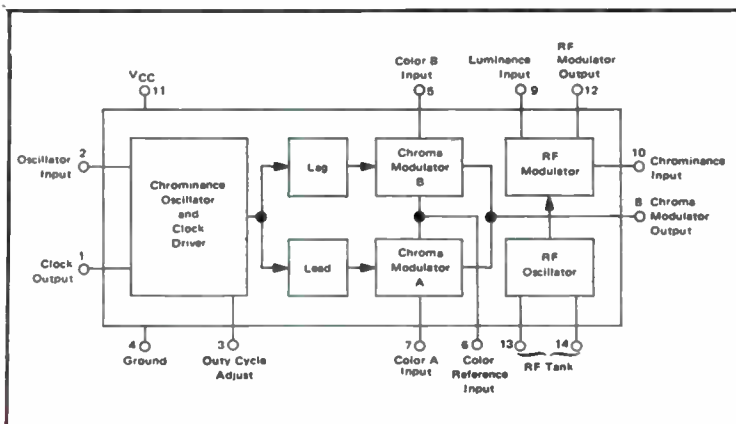 VCC
11
Color B
Input
5
Luminance
Input
9
RF
Modulator
Output
12
Oscillator
Input
2
Chrominance
Oscillator
and
Clock
Driver
Lag
Chroma
Modulator
B
RF
Modulator
10
Chrominance
Input
8 Chroma
Modulator
Output
Clock
Output
1
Lead
Chroma
Modulator
A
RF
Oscillator
4
Ground
3
Duty Cycle
Adjust
7
Color A
Input
6
Color
Reference
Input
13
14
RF Tank